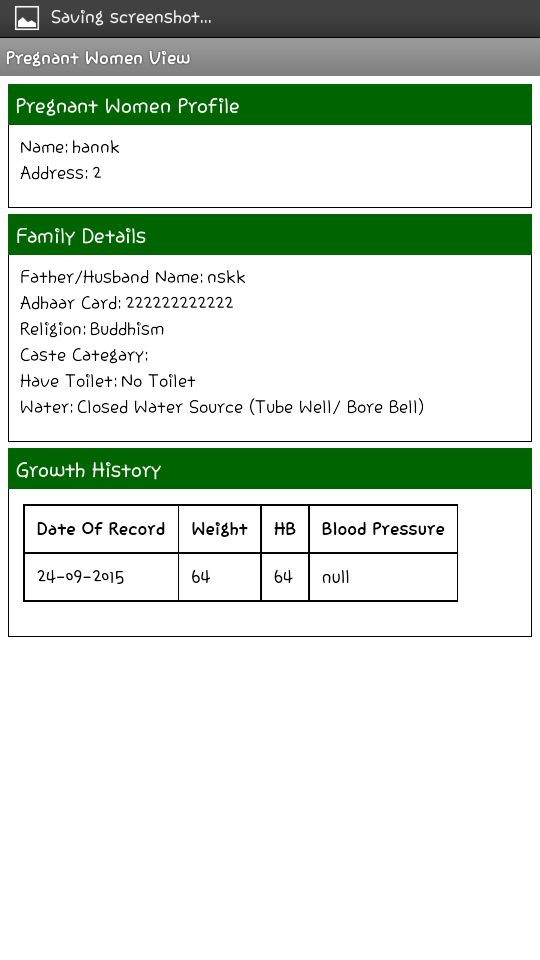 Saving screenshot...
Pregnant Women View
Pregnant Women Profile
Name: hannk
Address: 2
Family Details
Father/Husband Name: nskk
Adhaar Card: 222222222222
Religion: Buddhism
Caste Categary:
Have Toilet: No Toilet
Water: Closed Water Source (Tube Well/ Bore Bell)
Growth History
Date Of Record Weight HB Blood Pressure
24-09-2015 64 64 null